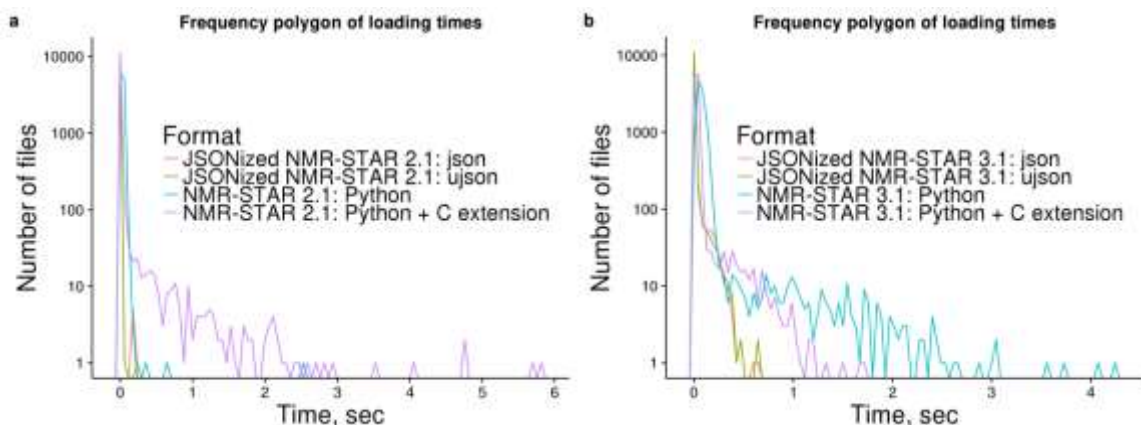 a
Frequency polygon of loading times
Number of files
10000
1000
100
10
1
Format
JSONized NMR-STAR 2.1: json
JSONized NMR-STAR 2.1: ujson
NMR-STAR 2.1: Python
NMR-STAR 2.1: Python + C extension
0 1 2 3 4 5 6
Time, sec
b
Frequency polygon of loading times
Number of files
10000
1000
100
10
1
Format
JSONized NMR-STAR 3.1: json
JSONized NMR-STAR 3.1: ujson
NMR-STAR 3.1: Python
NMR-STAR 3.1: Python + C extension
0 1 2 3 4
Time, sec